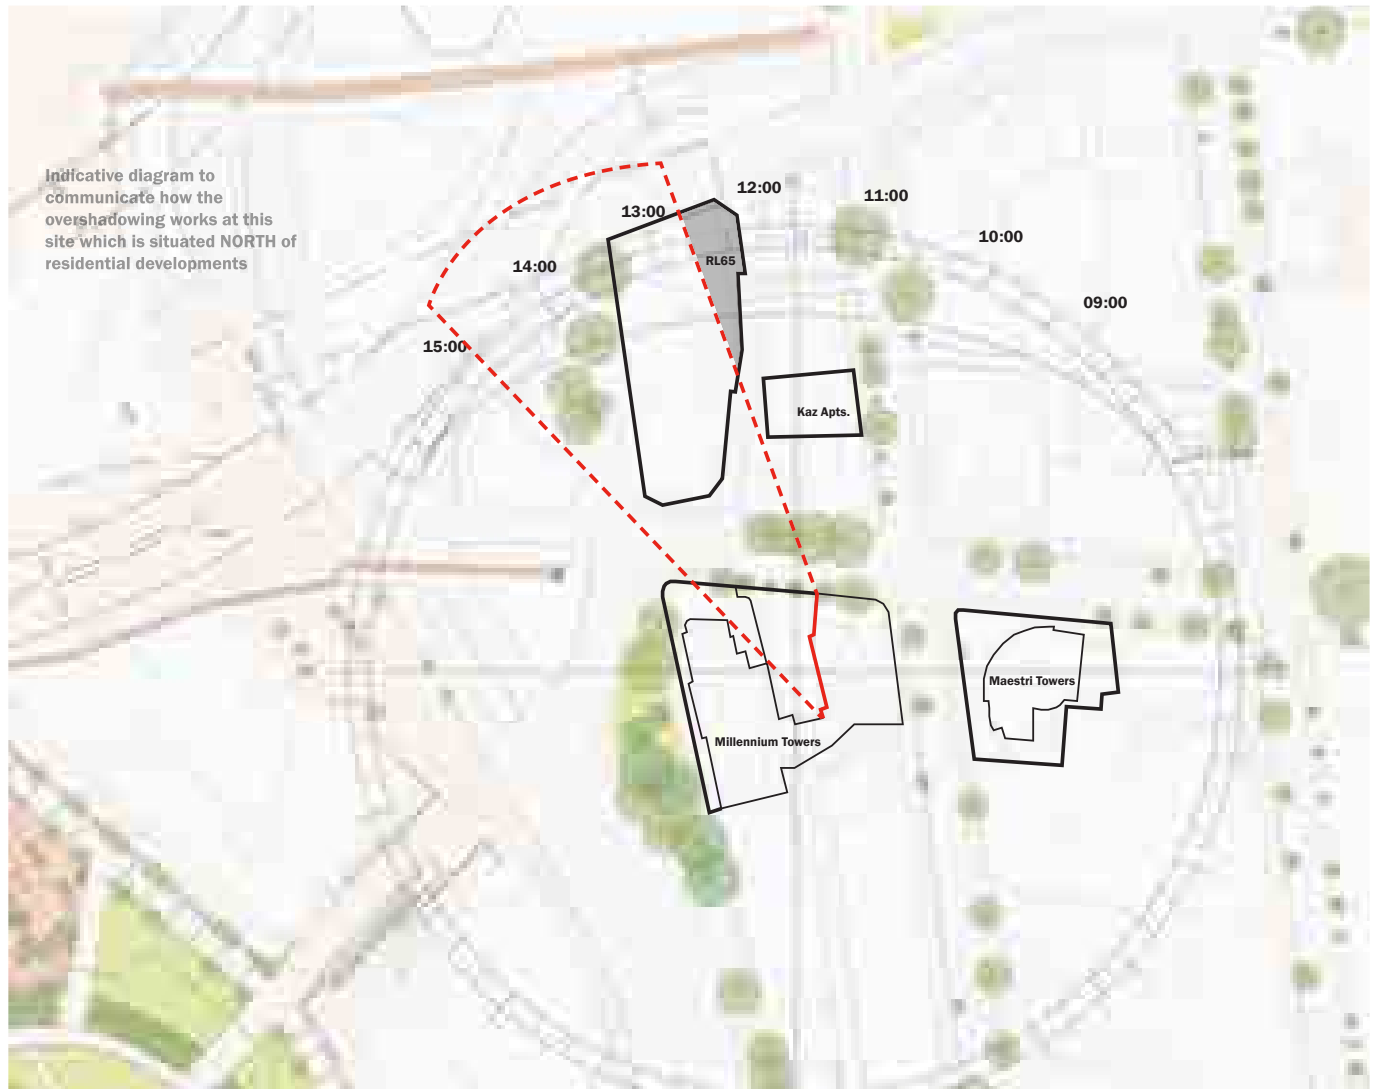 Indicative diagram to
communicate how the
overshadowing works at this
site which is situated NORTH of
residential developments
12:00
11:00
13:00
10:00
RL65
14:00
09:00
15:00
Kaz Apts.
Maestri Towers
Millennium Towers